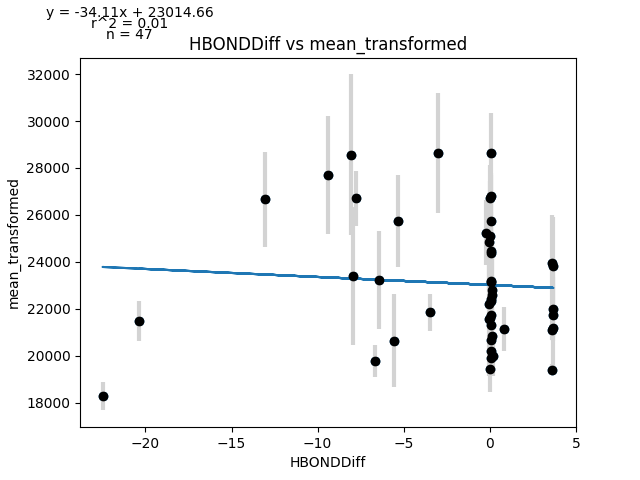 y = -34.11x + 23014.66
r^2 = 0.01
n = 47
HBONDDiff vs mean_transformed
32000
30000
28000
26000
24000
22000
20000
18000
mean_transformed
−20
−15
−10
−5
0
5
HBONDDiff